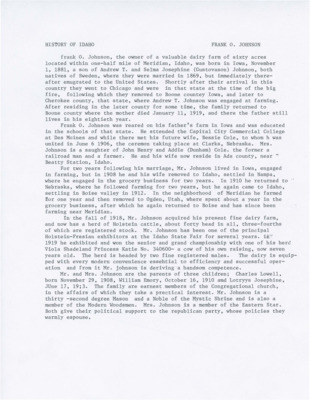 HISTORY OF IDAHO FRANK O. JOHNSON
Frank O. Johnson, the owner of a valuable dairy farm of sixty acres
located within one-half mile of Meridian, Idaho, was born in Iowa, November
1, 1881, a son of Andrew T. and Selma Josephine (Gustovason) Johnson, both
natives of Sweden, where they were married in 1869, but immediately there-
after emigrated to the United States. Shortly after their arrival in this
country they went to Chicago and were in that state at the time of the big
fire, following which they removed to Boone county Iowa, and later to
Cherokee county, that state, where Andrew T. Johnson was engaged at farming.
After residing in the later county for some time, the family returned to
Boone county where the mother died January 11, 1919, and there the father still
lives in his eightieth year.
Frank O. Johnson was reared on his father's farm in Iowa and was educated
in the schools of that state. He attended the Capital City Commercial College
at Des Moines and while there met his future wife, Bessie Cole, to whom h was
united in June 6 1906, the ceremon taking place at Clarks, Nebraska. Mrs.
Johnson is a daughter of John Henry and Addie (Dunham) Cole. the former a
railroad man and a farmer. He and his wife now reside in Ada county, near
Beatty Station, Idaho.
For two years following his marriage, Mr. Johnson lived in Iowa, engaged
in farming, but in 1908 he and his wife removed to Idaho, settled in Nampa,
where he engaged in the grocery business for two years. In 1910 he returned to
Nebraska, where he followed farming for two years, but he again came to Idaho,
settling in Boise valley in 1912. In the neighborhood of Meridian he farmed
for one year and then removed to Ogden, Utah, where spent about a year in the
grocery business, after which he again returned to Boise and has since been
farming near Meridian.
In the fall of 1918, Mr. Johnson acquired his present fine dairy farm,
and now has a herd of Holstein cattle, about forty head in all, three-fourths
of which are registered stock. Mr. Johnson has been one of the principal
Holstein-Fresian exhibitors at the Idaho State Fair for several years. In
1919 he exhibited and won the senior and grand championship with one of his herd
Viola Shadeland Princess Earle No. a cow of his own raising, now seven
years old. The herd is headed by two fine registered males. The dairy is equip-
ped with every modern convenience essential to efficiency and successful oper-
ation and from it Mr. Johnson is deriving a handsome competence.
Mr. and Mrs. Johnson are the parents of three children; Charles Lowell,
born November 29, 1908, William Henry, October 16, 1910 and Lotryve Josephine,
June 17, 1913. The family are earnest members of the Congregational church,
in the affairs of which they take a practical interest. Mr. Johnson is a
thirty -second degree Mason and a Noble of the Mystic Shrine and is also a
member of the Modern Woodsmen. Mrs. Johnson is a member of the Eastern Star.
Both give their political support to the republican party, whose policies they
warmly espouse.